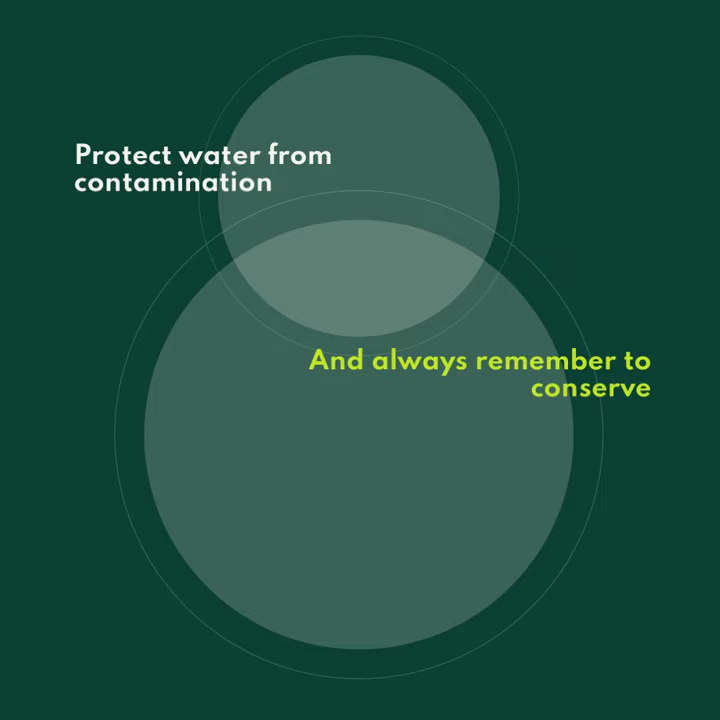 Protect water from
contamination
And always remember to
conserve